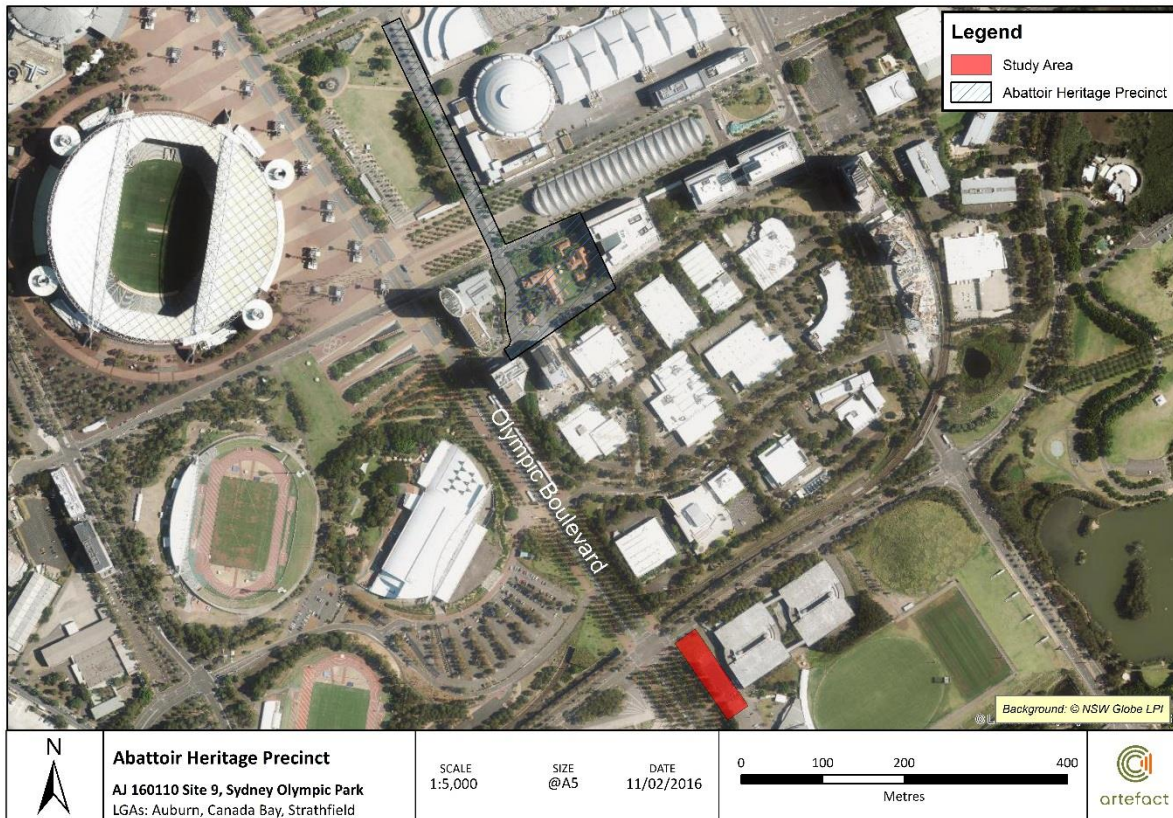 Legend
Study Area
Abattoir Heritage Precinct
Olympic Boulevard
Background: © NSW Globe LPI
N
Abattoir Heritage Precinct
AJ 160110 Site 9, Sydney Olympic Park
LGAs: Auburn, Canada Bay, Strathfield
SCALE
1:5,000
SIZE
@A5
DATE
11/02/2016
0 100 200 400
Metres
artefact